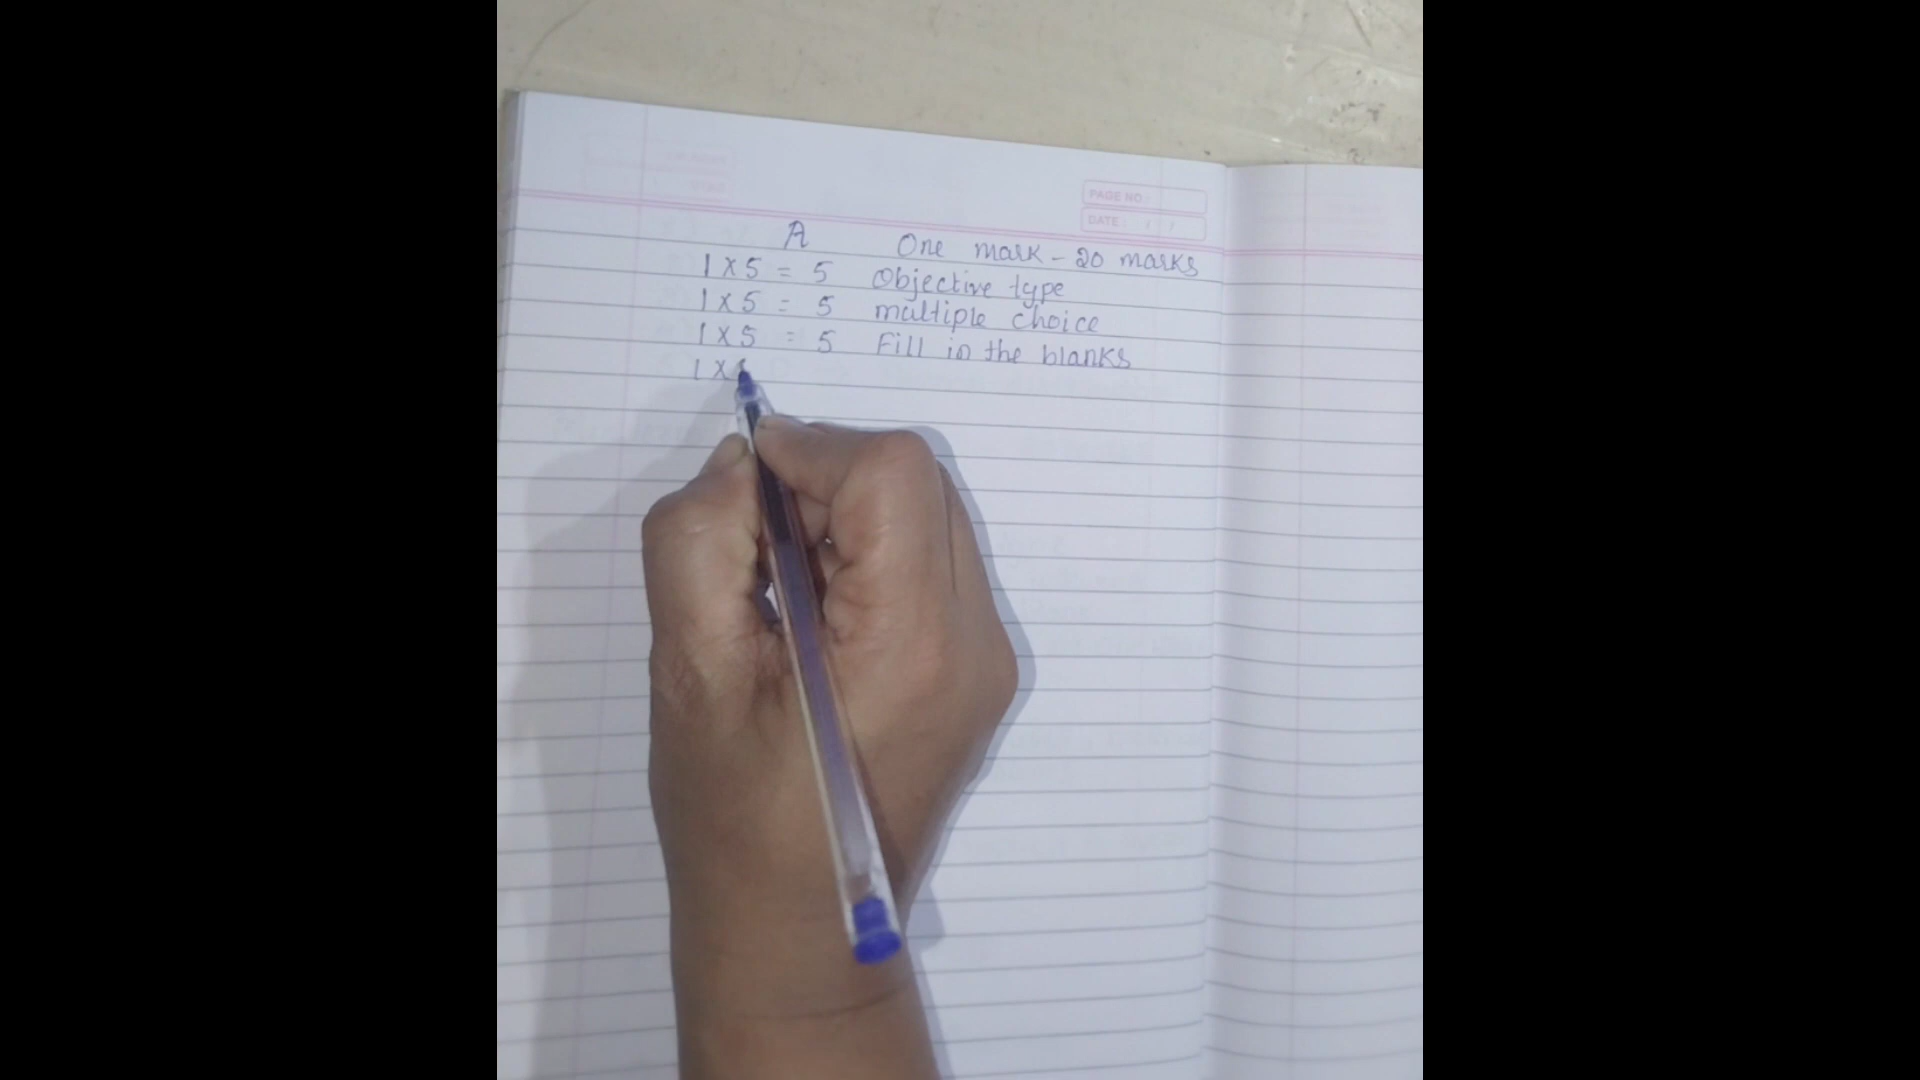 PAGE NO:
DATE: / /
A One mark - 20 marks
1 x 5 = 5 Objective type
1 x 5 = 5 multiple choice
1 x 5 = 5 Fill in the blanks
1 x